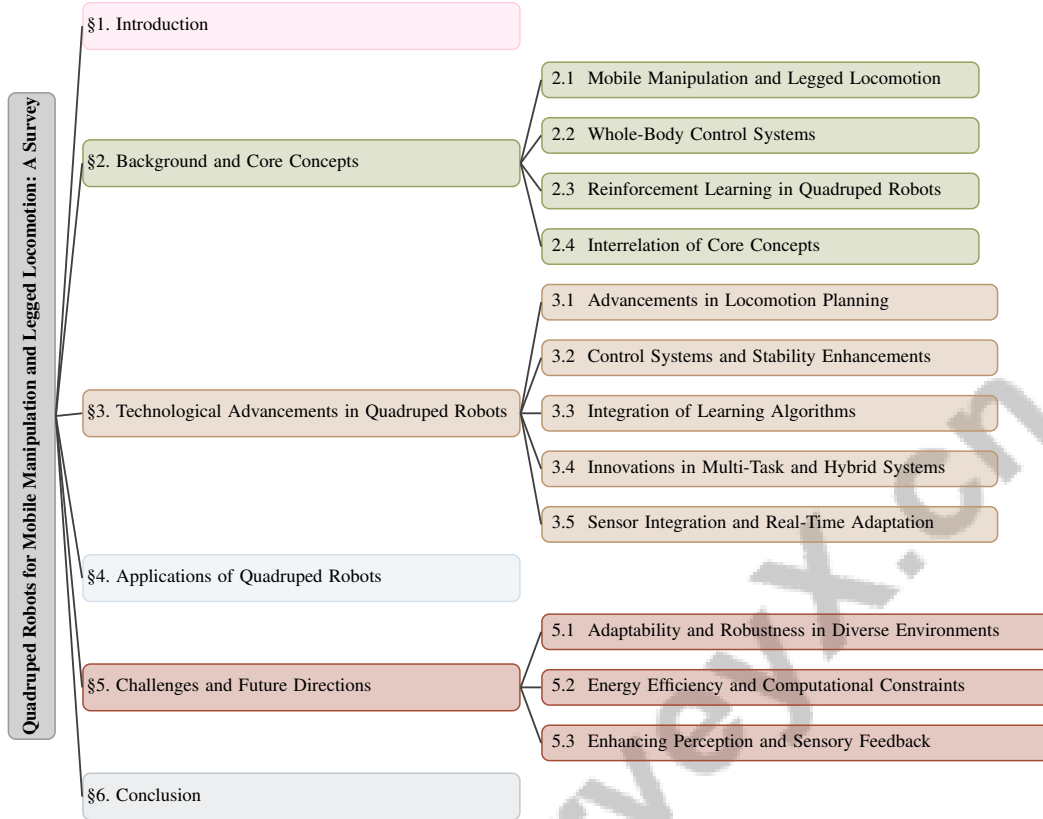 Quadruped Robots for Mobile Manipulation and Legged Locomotion: A Survey
§1. Introduction
§2. Background and Core Concepts
2.1 Mobile Manipulation and Legged Locomotion
2.2 Whole-Body Control Systems
2.3 Reinforcement Learning in Quadruped Robots
2.4 Interrelation of Core Concepts
§3. Technological Advancements in Quadruped Robots
3.1 Advancements in Locomotion Planning
3.2 Control Systems and Stability Enhancements
3.3 Integration of Learning Algorithms
3.4 Innovations in Multi-Task and Hybrid Systems
3.5 Sensor Integration and Real-Time Adaptation
§4. Applications of Quadruped Robots
§5. Challenges and Future Directions
5.1 Adaptability and Robustness in Diverse Environments
5.2 Energy Efficiency and Computational Constraints
5.3 Enhancing Perception and Sensory Feedback
§6. Conclusion
veyx.cn